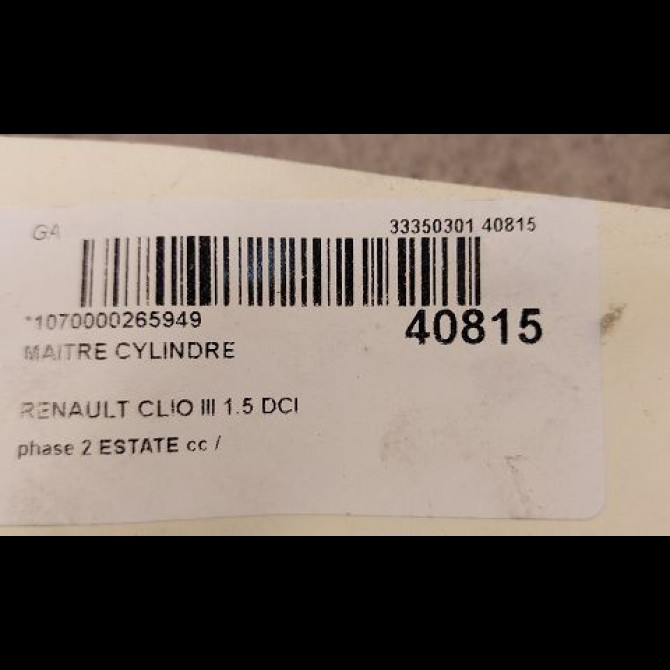 GA
33350301 40815
*1070000265949
40815
MAITRE CYLINDRE
RENAULT CLIO III 1.5 DCI
phase 2 ESTATE cc /